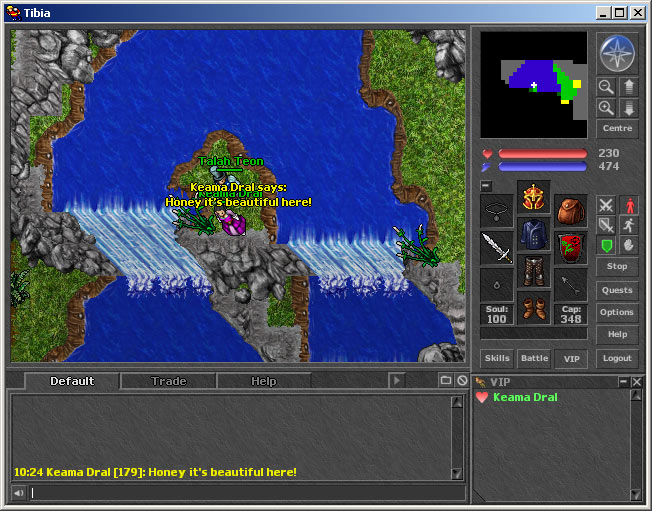 Tibia
Talah Teon
Keama Dral says:
Honey it's beautiful here!
Keama Dral
Centre
230
474
Soul:
100
Cap:
348
Stop
Quests
Options
Help
Skills
Battle
VIP
Logout
Default
Trade
Help
VIP
Keama Dral
10:24 Keama Dral [179]: Honey it's beautiful here!